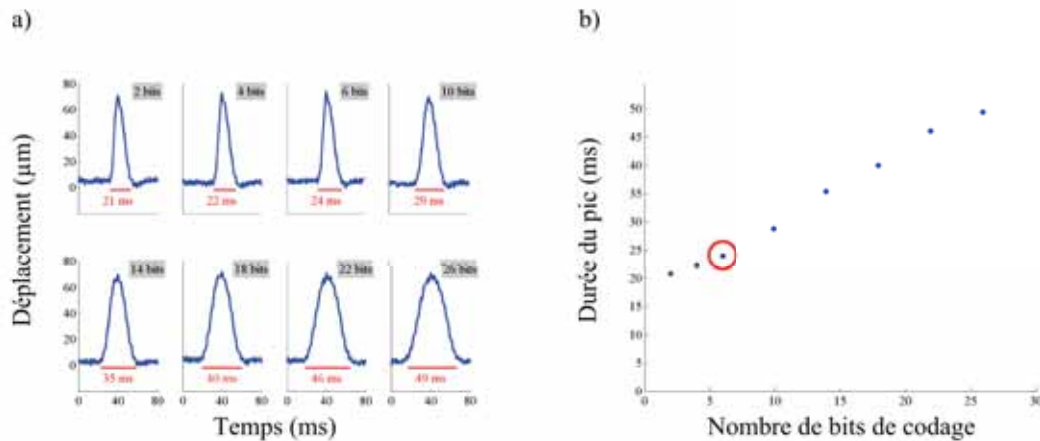 a)
b)
2 bits
4 bits
6 bits
10 bits
80
60
40
20
0
21 ms
22 ms
24 ms
29 ms
14 bits
18 bits
22 bits
26 bits
80
60
40
20
0
35 ms
40 ms
46 ms
49 ms
0 40 80 0 40 80 0 40 80 0 40 80
Déplacement (µm)
Temps (ms)
50
45
40
35
30
25
20
15
10
5
0
0 5 10 15 20 25 30
Durée du pic (ms)
Nombre de bits de codage